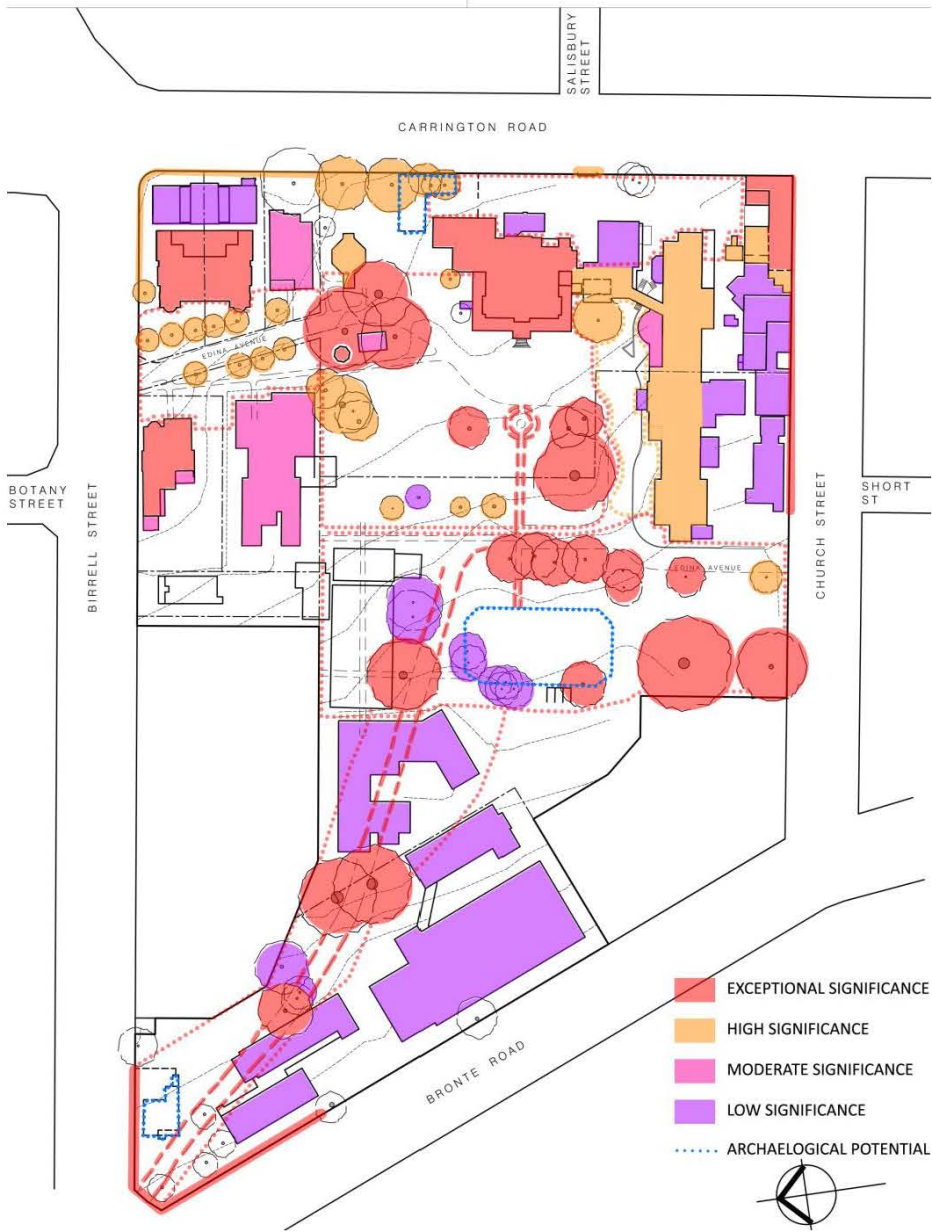 SALISBURY
STREET
CARRINGTON ROAD
EDINA AVENUE
BOTANY
STREET
BIRRELL STREET
SHORT
ST
CHURCH STREET
EDINA AVENUE
BRONTE ROAD
EXCEPTIONAL SIGNIFICANCE
HIGH SIGNIFICANCE
MODERATE SIGNIFICANCE
LOW SIGNIFICANCE
ARCHAELOGICAL POTENTIAL